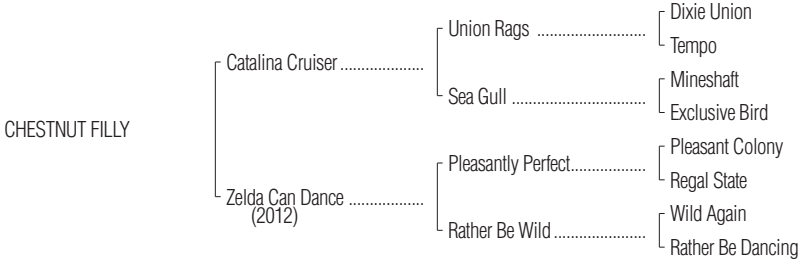 Dixie Union
Union Rags ........................
Tempo
Catalina Cruiser ...................
Mineshaft
Sea Gull ..............................
Exclusive Bird
CHESTNUT FILLY
Pleasant Colony
Pleasantly Perfect.................
Regal State
Zelda Can Dance .................
(2012)
Wild Again
Rather Be Wild .....................
Rather Be Dancing